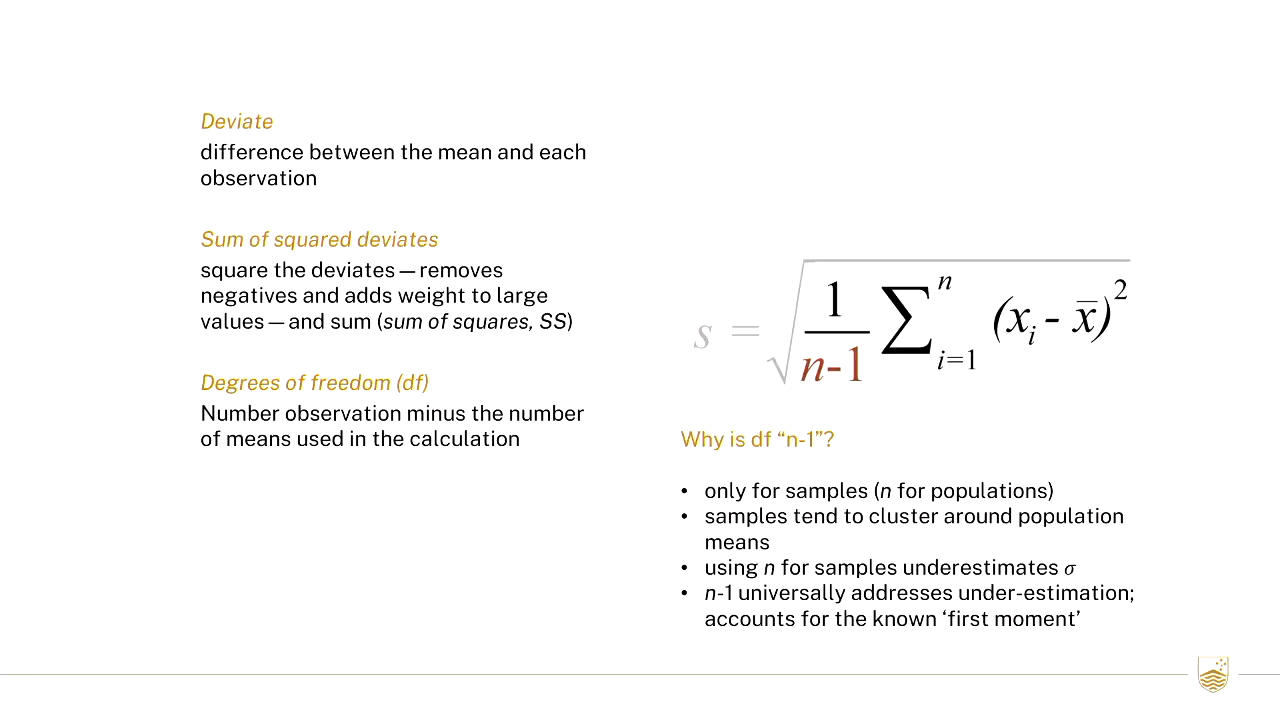 Deviate
difference between the mean and each
observation
Sum of squared deviates
square the deviates—removes
negatives and adds weight to large
values—and sum (sum of squares, SS)
Degrees of freedom (df)
Number observation minus the number
of means used in the calculation
s = √ 1/n-1 ∑ n i=1 (xᵢ - x̄)²
Why is df “n-1”?
• only for samples (n for populations)
• samples tend to cluster around population
means
• using n for samples underestimates σ
• n-1 universally addresses under-estimation;
accounts for the known ‘first moment’